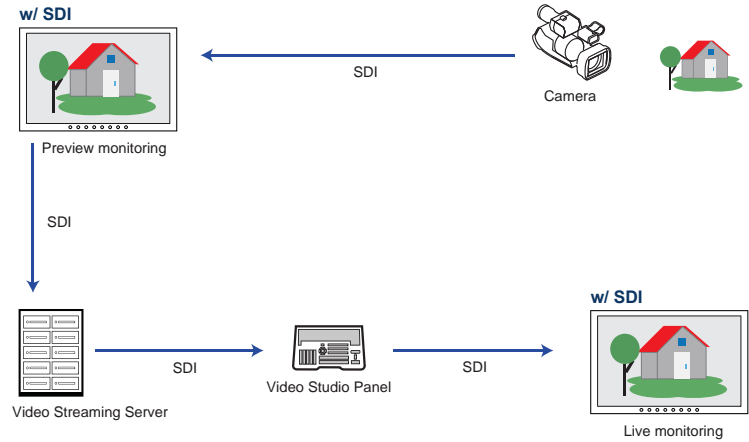 w/ SDI
SDI
Camera
Preview monitoring
SDI
w/ SDI
SDI
SDI
Video Streaming Server
Video Studio Panel
Live monitoring